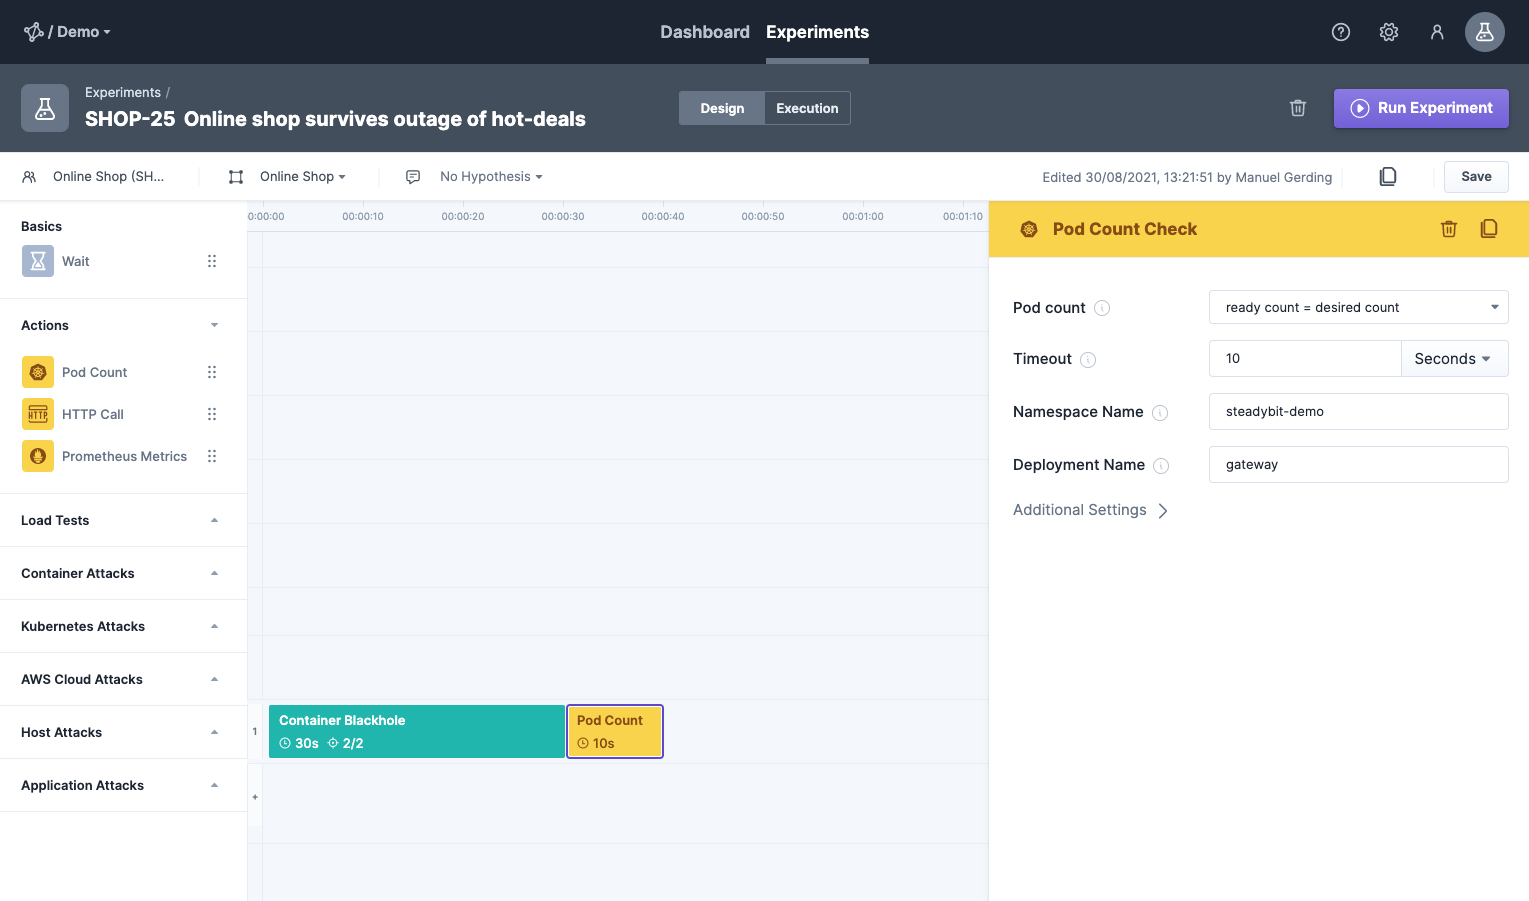 / Demo
Dashboard
Experiments
Experiments /
SHOP-25 Online shop survives outage of hot-deals
Design
Execution
Run Experiment
Online Shop (SH...
Online Shop
No Hypothesis
Edited 30/08/2021, 13:21:51 by Manuel Gerding
Save
Basics
Wait
Actions
Pod Count
HTTP
HTTP Call
Prometheus Metrics
Load Tests
Container Attacks
Kubernetes Attacks
AWS Cloud Attacks
Host Attacks
Application Attacks
0:00:00
00:00:10
00:00:20
00:00:30
00:00:40
00:00:50
00:01:00
00:01:10
1
Container Blackhole
30s 2/2
Pod Count
10s
+
Pod Count Check
Pod count
ready count = desired count
Timeout
10
Seconds
Namespace Name
steadybit-demo
Deployment Name
gateway
Additional Settings